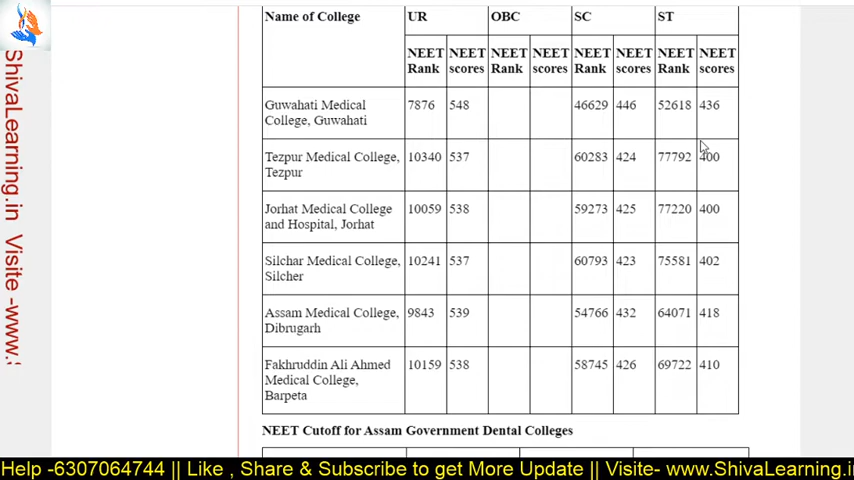 ShivaLearning.in Visite -www.
Name of College UR OBC SC ST
NEET NEET NEET NEET NEET NEET NEET NEET
Rank scores Rank scores Rank scores Rank scores
Guwahati Medical 7876 548 46629 446 52618 436
College, Guwahati
Tezpur Medical College, 10340 537 60283 424 77792 400
Tezpur
Jorhat Medical College 10059 538 59273 425 77220 400
and Hospital, Jorhat
Silchar Medical College, 10241 537 60793 423 75581 402
Silcher
Assam Medical College, 9843 539 54766 432 64071 418
Dibrugarh
Fakhruddin Ali Ahmed 10159 538 58745 426 69722 410
Medical College,
Barpeta
NEET Cutoff for Assam Government Dental Colleges
Help -6307064744 || Like , Share & Subscribe to get More Update || Visite- www.ShivaLearning.i